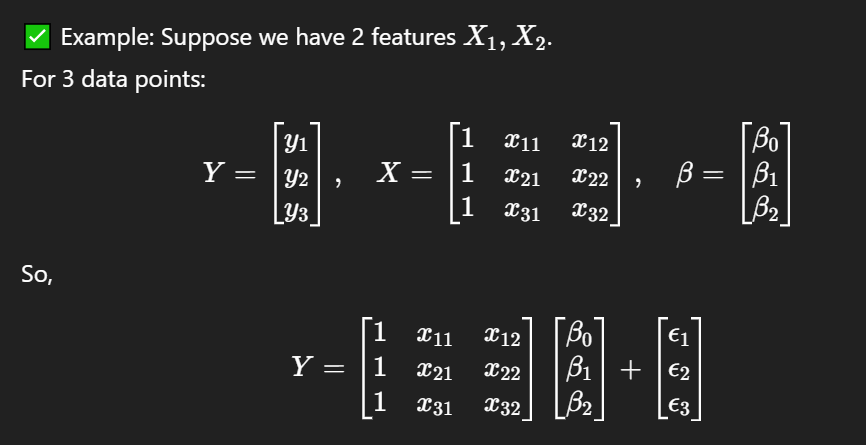 ✅ Example: Suppose we have 2 features X₁, X₂.
For 3 data points:
Y = [y₁; y₂; y₃], X = [1 x₁₁ x₁₂; 1 x₂₁ x₂₂; 1 x₃₁ x₃₂], β = [β₀; β₁; β₂]
So,
Y = [1 x₁₁ x₁₂; 1 x₂₁ x₂₂; 1 x₃₁ x₃₂] [β₀; β₁; β₂] + [ϵ₁; ϵ₂; ϵ₃]